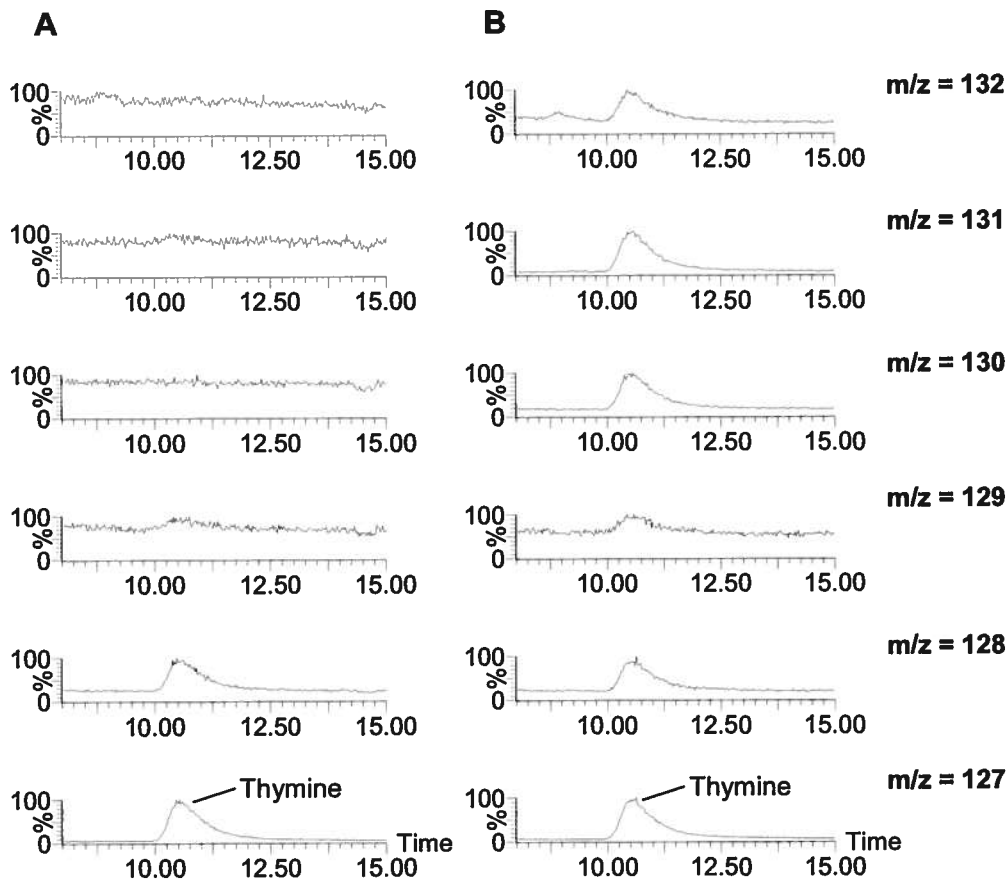 A B
100 % 0 10.00 12.50 15.00
100 % 0 10.00 12.50 15.00
m/z = 132
100 % 0 10.00 12.50 15.00
100 % 0 10.00 12.50 15.00
m/z = 131
100 % 0 10.00 12.50 15.00
100 % 0 10.00 12.50 15.00
m/z = 130
100 % 0 10.00 12.50 15.00
100 % 0 10.00 12.50 15.00
m/z = 129
100 % 0 10.00 12.50 15.00
100 % 0 10.00 12.50 15.00
m/z = 128
100 % 0 Thymine Time 10.00 12.50 15.00
100 % 0 Thymine Time 10.00 12.50 15.00
m/z = 127